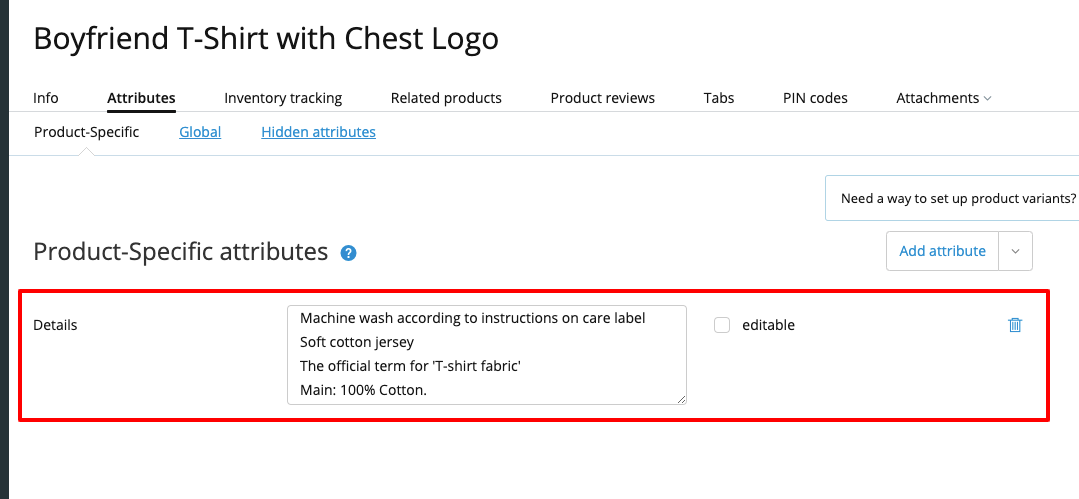 Boyfriend T-Shirt with Chest Logo
Info Attributes Inventory tracking Related products Product reviews Tabs PIN codes Attachments
Product-Specific Global Hidden attributes
Need a way to set up product variants?
Product-Specific attributes ? Add attribute
Details
Machine wash according to instructions on care label
Soft cotton jersey
The official term for 'T-shirt fabric'
Main: 100% Cotton.
editable